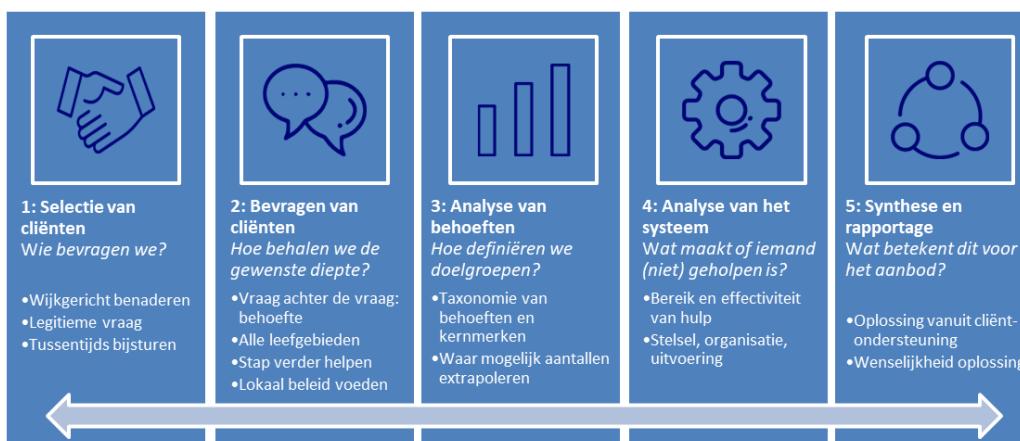 1: Selectie van
cliënten
Wie bevragen we?
•Wijkgericht benaderen
•Legitieme vraag
•Tussentijds bijsturen
2: Bevragen van
cliënten
Hoe behalen we de
gewenste diepte?
•Vraag achter de vraag:
behoefte
•Alle leefgebieden
•Stap verder helpen
•Lokaal beleid voeden
3: Analyse van
behoeften
Hoe definiëren we
doelgroepen?
•Taxonomie van
behoeften en
kernmerken
•Waar mogelijk aantallen
extrapoleren
4: Analyse van het
systeem
Wat maakt of iemand
(niet) geholpen is?
•Bereik en effectiviteit
van hulp
•Stelsel, organisatie,
uitvoering
5: Synthese en
rapportage
Wat betekent dit voor
het aanbod?
•Oplossing vanuit cliënt-
ondersteuning
•Wenselijkheid oplossing